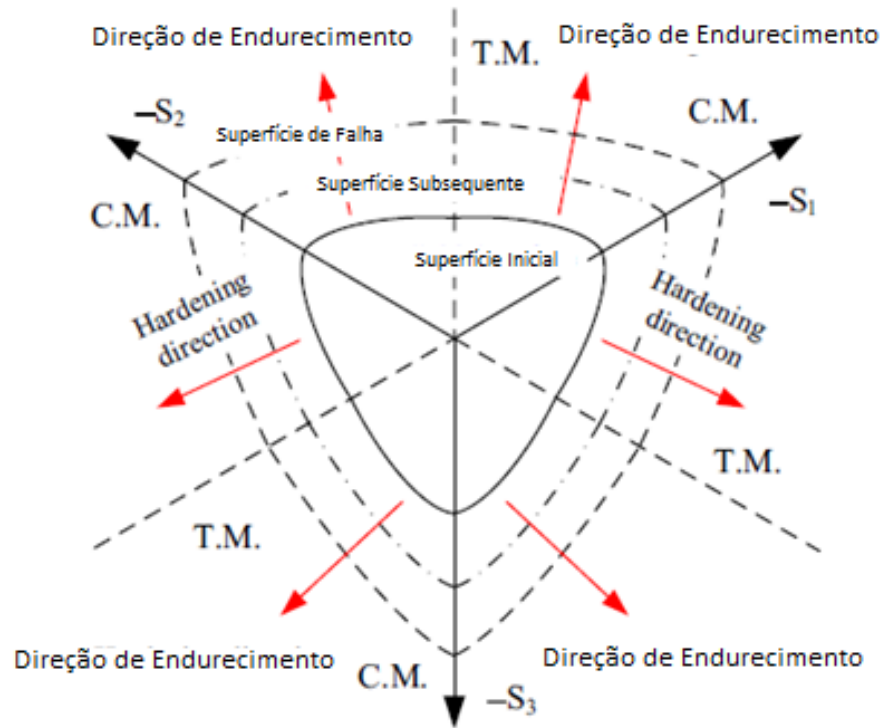 Direção de Endurecimento
Direção de Endurecimento
T.M.
–S₂
C.M.
Superfície de Falha
Superfície Subsequente
C.M.
–S₁
Superfície Inicial
Hardening
direction
Hardening
direction
T.M.
T.M.
Direção de Endurecimento
Direção de Endurecimento
C.M.
–S₃